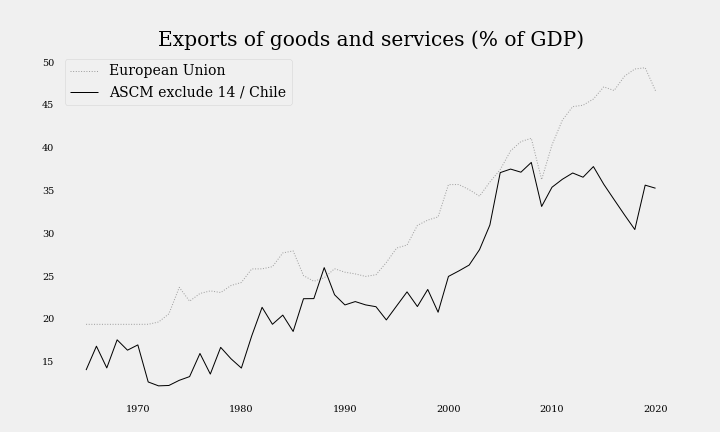 Exports of goods and services (% of GDP)
European Union
ASCM exclude 14 / Chile
50
45
40
35
30
25
20
15
1970 1980 1990 2000 2010 2020